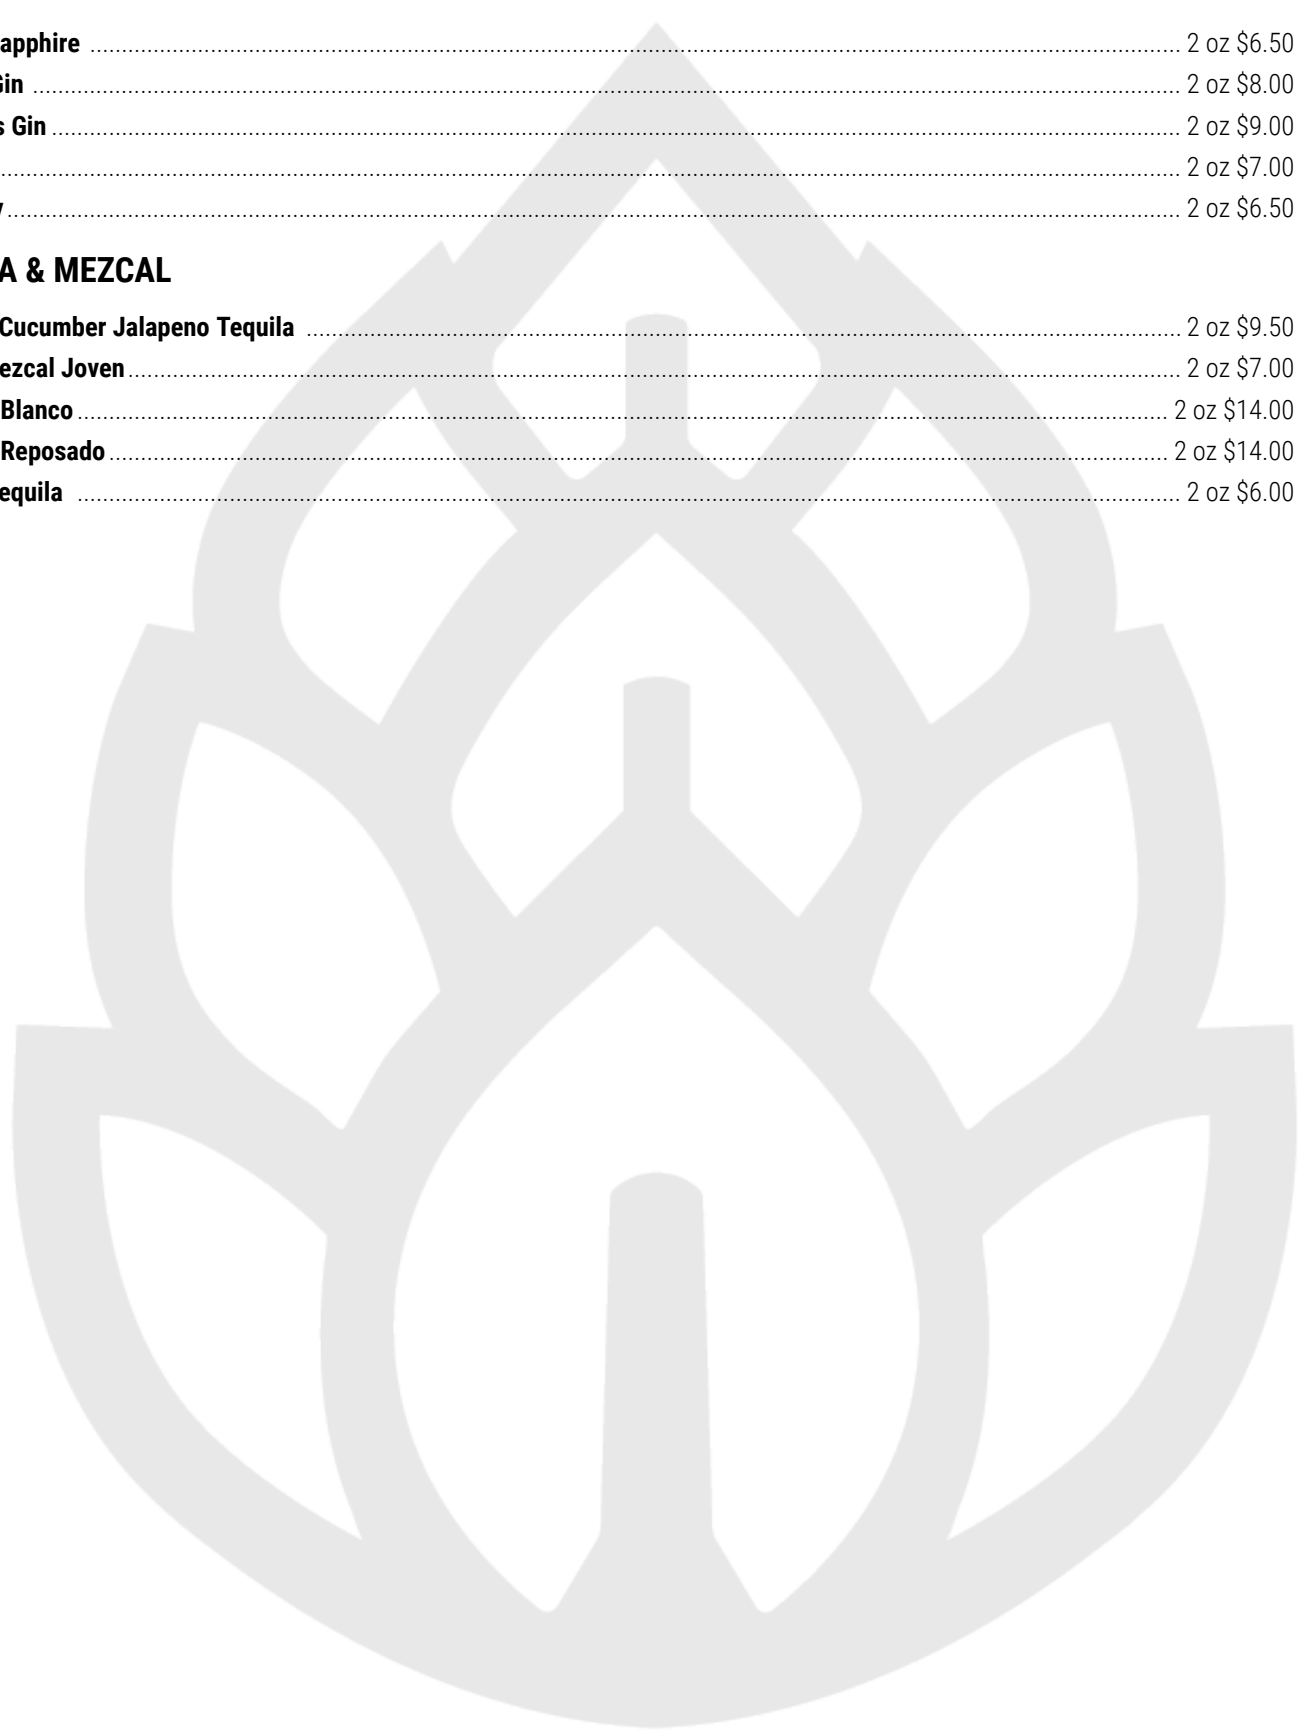 apphire ........ 2 oz $6.50
Gin ........ 2 oz $8.00
s Gin ........ 2 oz $9.00
........ 2 oz $7.00
y ........ 2 oz $6.50
A & MEZCAL
Cucumber Jalapeno Tequila ........ 2 oz $9.50
ezcal Joven ........ 2 oz $7.00
Blanco ........ 2 oz $14.00
Reposado ........ 2 oz $14.00
equila ........ 2 oz $6.00